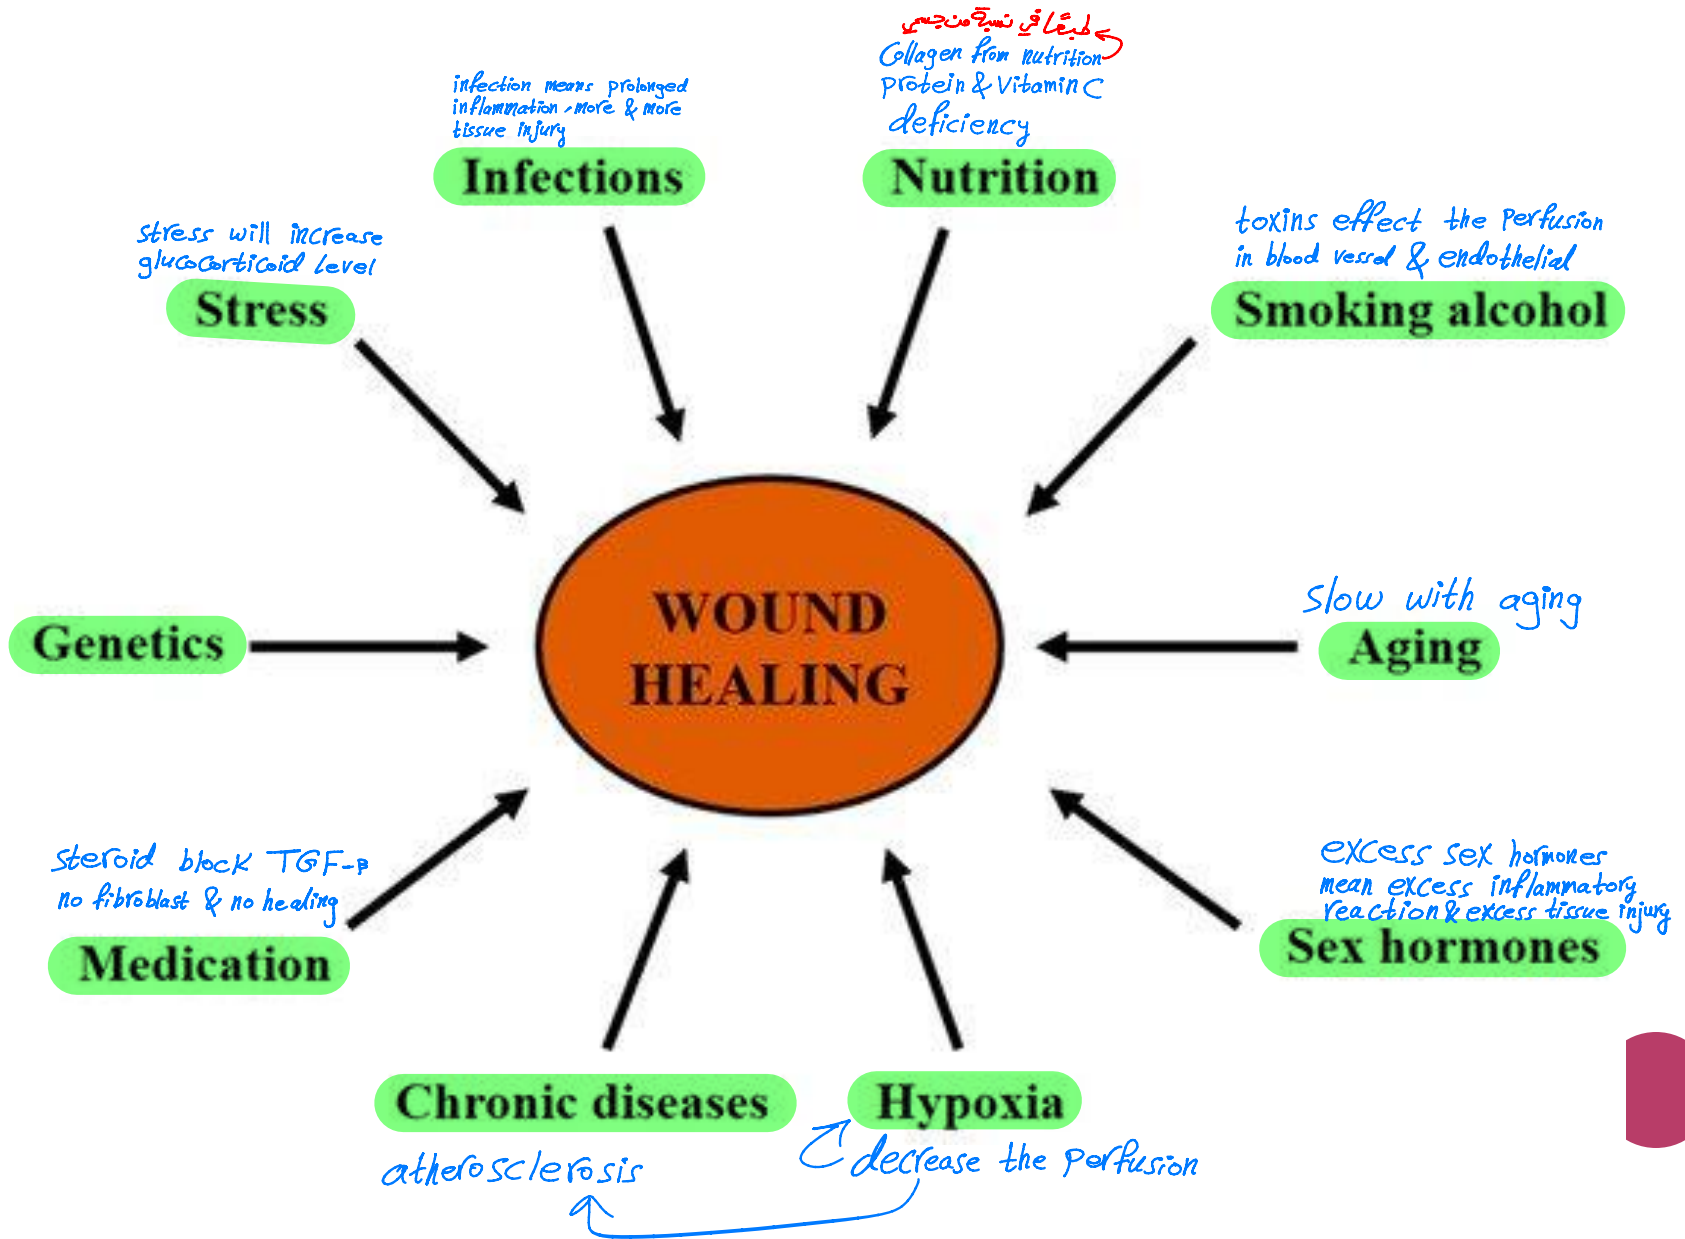 طبعًا في نسبة من جسمي
Collagen from nutrition
protein & Vitamin C
deficiency
Nutrition
infection means prolonged
inflammation, more & more
tissue injury
Infections
stress will increase
glucocorticoid level
Stress
toxins effect the perfusion
in blood vessel & endothelial
Smoking alcohol
WOUND
HEALING
Genetics
slow with aging
Aging
steroid block TGF-β
no fibroblast & no healing
Medication
excess sex hormones
mean excess inflammatory
reaction & excess tissue injury
Sex hormones
Chronic diseases
atherosclerosis
Hypoxia
decrease the perfusion